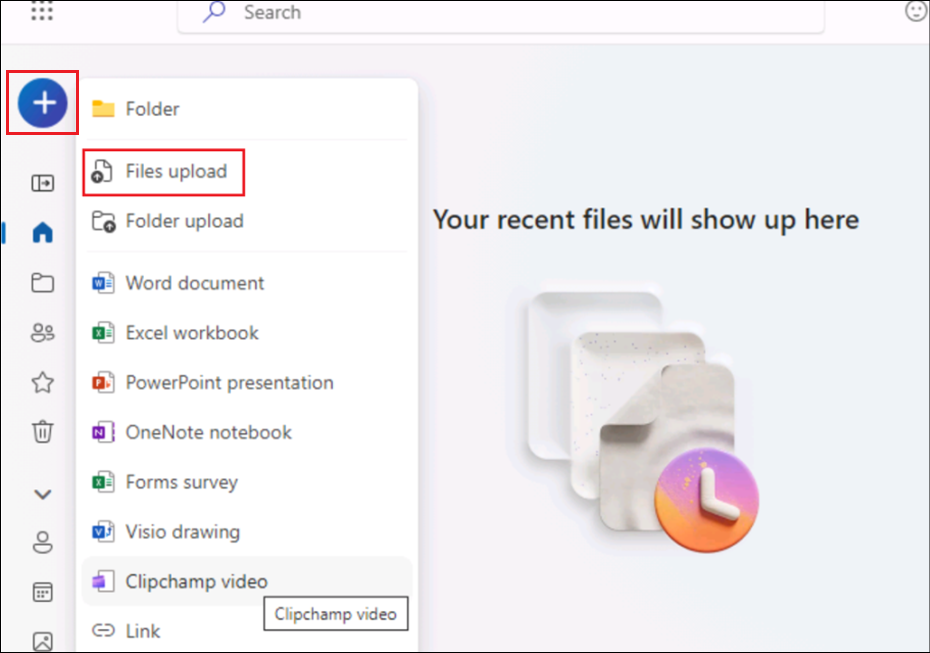 Search
Folder
Files upload
Folder upload
Your recent files will show up here
Word document
Excel workbook
PowerPoint presentation
OneNote notebook
Forms survey
Visio drawing
Clipchamp video
Clipchamp video
Link